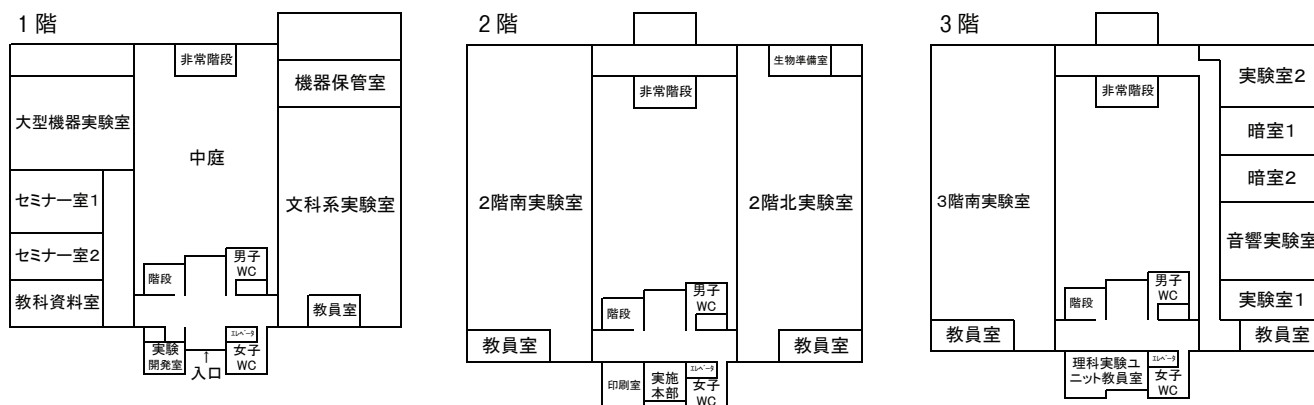 1階
非常階段
機器保管室
大型機器実験室
中庭
セミナー室1
文科系実験室
セミナー室2
男子
WC
階段
教科資料室
教員室
実験
開発室
↑
入口
エレベータ
女子
WC
2階
生物準備室
非常階段
2階南実験室
2階北実験室
男子
WC
階段
教員室
教員室
印刷室
実施
本部
エレベータ
女子
WC
3階
実験室2
非常階段
暗室1
暗室2
3階南実験室
音響実験室
男子
WC
階段
実験室1
教員室
教員室
理科実験ユ
ニット教員室
エレベータ
女子
WC